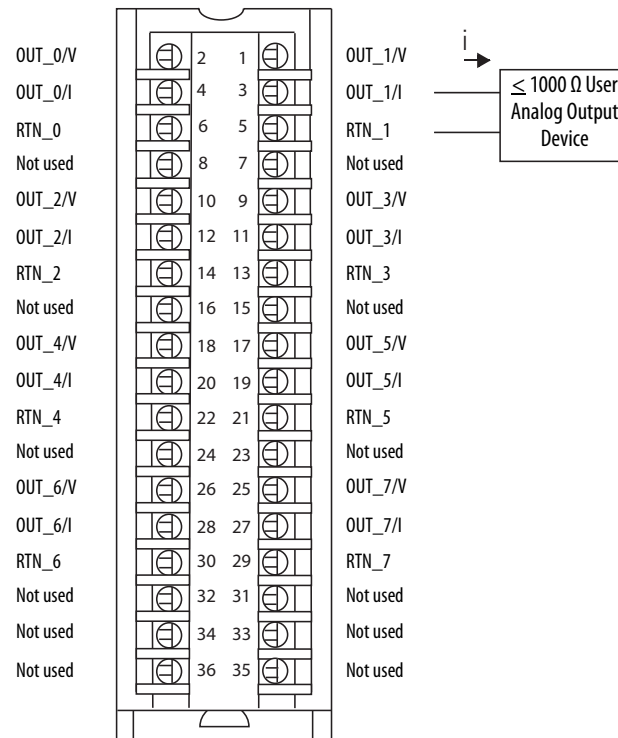 OUT_0/V 2 1 OUT_1/V
OUT_0/I 4 3 OUT_1/I
RTN_0 6 5 RTN_1
Not used 8 7 Not used
OUT_2/V 10 9 OUT_3/V
OUT_2/I 12 11 OUT_3/I
RTN_2 14 13 RTN_3
Not used 16 15 Not used
OUT_4/V 18 17 OUT_5/V
OUT_4/I 20 19 OUT_5/I
RTN_4 22 21 RTN_5
Not used 24 23 Not used
OUT_6/V 26 25 OUT_7/V
OUT_6/I 28 27 OUT_7/I
RTN_6 30 29 RTN_7
Not used 32 31 Not used
Not used 34 33 Not used
Not used 36 35 Not used
i
≤ 1000 Ω User
Analog Output
Device